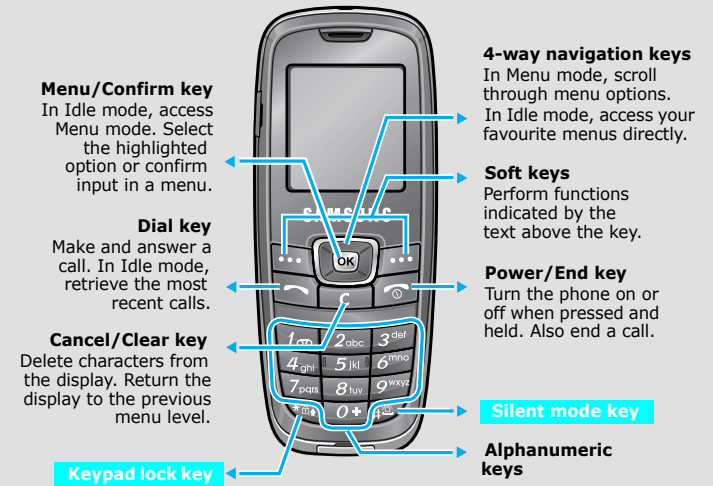 Menu/Confirm key
In Idle mode, access
Menu mode. Select
the highlighted
option or confirm
input in a menu.
Dial key
Make and answer a
call. In Idle mode,
retrieve the most
recent calls.
Cancel/Clear key
Delete characters from
the display. Return the
display to the previous
menu level.
Keypad lock key
SAMSUNG
OK
C
1
2abc
3def
4ghi
5jkl
6mno
7pqrs
8tuv
9wxyz
*
0+
#
4-way navigation keys
In Menu mode, scroll
through menu options.
In Idle mode, access your
favourite menus directly.
Soft keys
Perform functions
indicated by the
text above the key.
Power/End key
Turn the phone on or
off when pressed and
held. Also end a call.
Silent mode key
Alphanumeric
keys